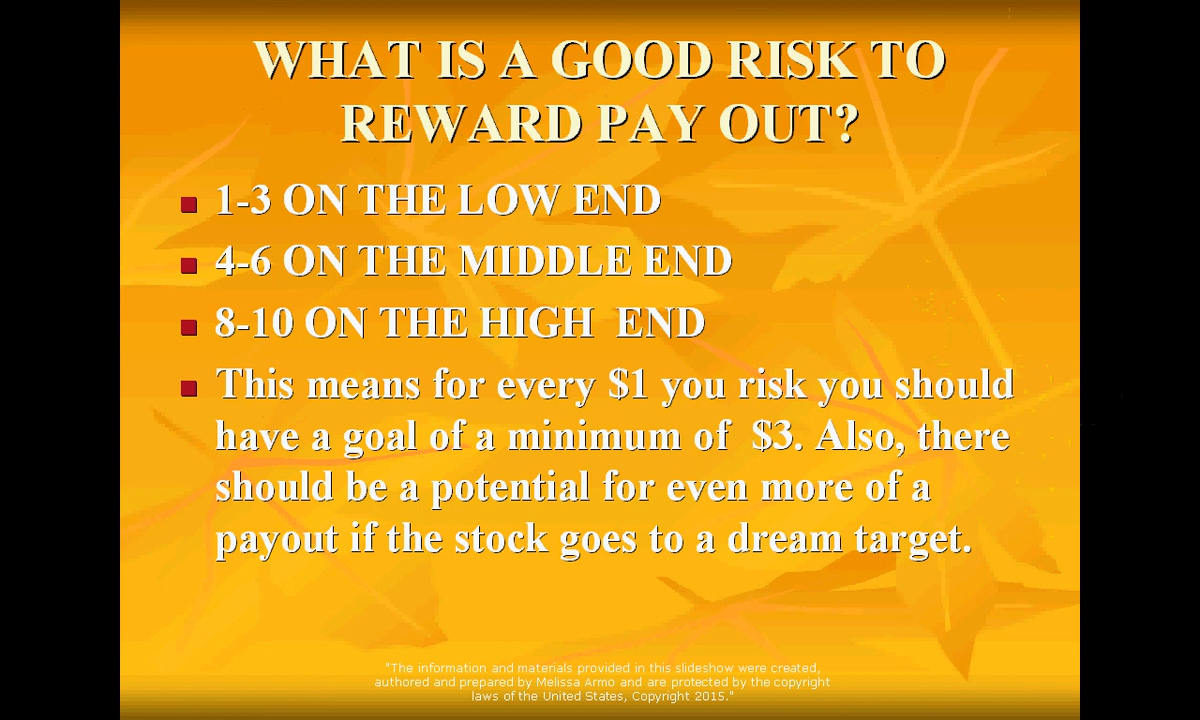 WHAT IS A GOOD RISK TO
REWARD PAY OUT?
1-3 ON THE LOW END
4-6 ON THE MIDDLE END
8-10 ON THE HIGH  END
This means for every $1 you risk you should
have a goal of a minimum of  $3. Also, there
should be a potential for even more of a
payout if the stock goes to a dream target.
"The information and materials provided in this slideshow were created,
authored and prepared by Melissa Armo and are protected by the copyright
laws of the United States, Copyright 2015."